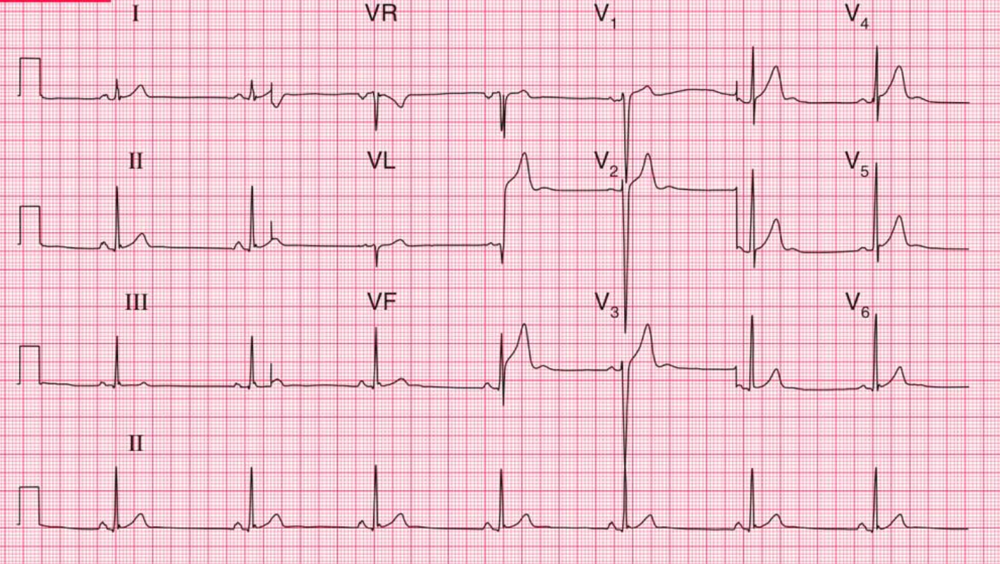 I VR V₁ V₄
II VL V₂ V₅
III VF V₃ V₆
II